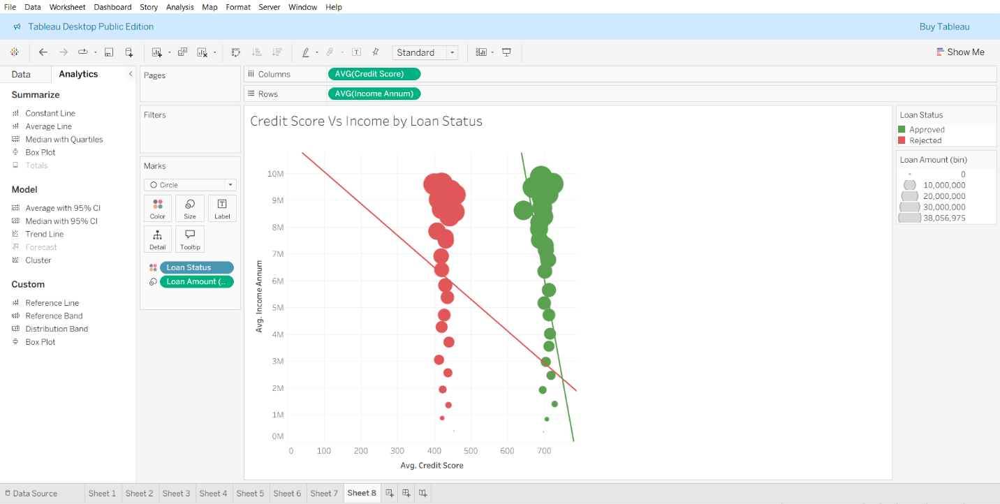 File Data Worksheet Dashboard Story Analysis Map Format Server Window Help
Tableau Desktop Public Edition
Buy Tableau
Standard
Show Me
Data Analytics
Summarize
Constant Line
Average Line
Median with Quartiles
Box Plot
Totals
Model
Average with 95% CI
Median with 95% CI
Trend Line
Forecast
Cluster
Custom
Reference Line
Reference Band
Distribution Band
Box Plot
Pages
Filters
Marks
Circle
Color Size Label
Detail Tooltip
Loan Status
Loan Amount (..
Columns AVG(Credit Score)
Rows AVG(Income Annum)
Credit Score Vs Income by Loan Status
Avg. Income Annum
10M
9M
8M
7M
6M
5M
4M
3M
2M
1M
0M
0 100 200 300 400 500 600 700
Avg. Credit Score
Loan Status
Approved
Rejected
Loan Amount (bin)
0
10,000,000
20,000,000
30,000,000
38,056,975
Data Source Sheet 1 Sheet 2 Sheet 3 Sheet 4 Sheet 5 Sheet 6 Sheet 7 Sheet 8